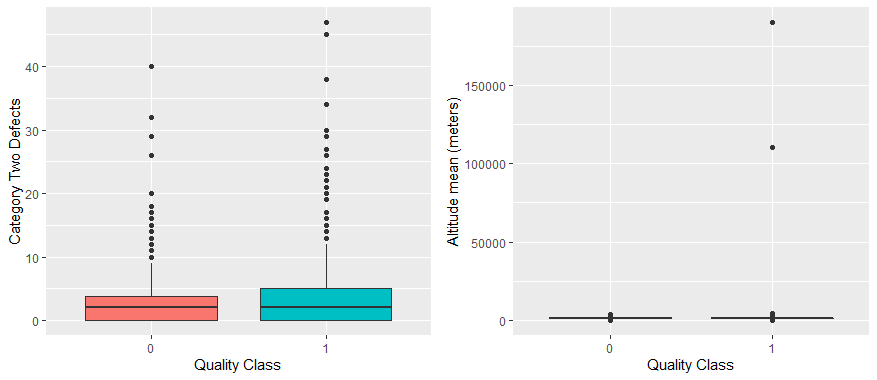 Category Two Defects
40
30
20
10
0
0 1
Quality Class
Altitude mean (meters)
150000
100000
50000
0
0 1
Quality Class